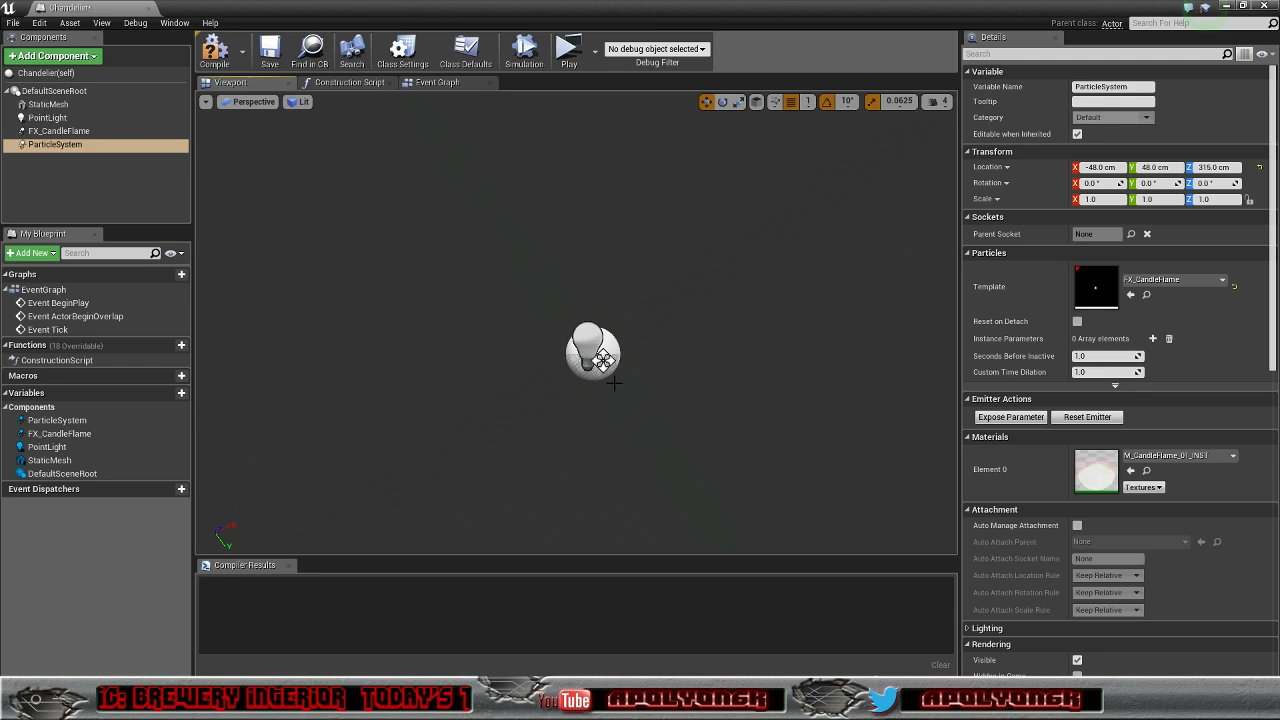 Chandelier*
File Edit Asset View Debug Window Help
Parent class: Actor Search For Help
Components
Add Component
Chandelier(self)
DefaultSceneRoot
StaticMesh
PointLight
FX_CandleFlame
ParticleSystem
My Blueprint
Add New Search
Graphs
EventGraph
Event BeginPlay
Event ActorBeginOverlap
Event Tick
Functions (18 Overridable)
ConstructionScript
Macros
Variables
Components
ParticleSystem
FX_CandleFlame
PointLight
StaticMesh
DefaultSceneRoot
Event Dispatchers
Compile Save Find in CB Search Class Settings Class Defaults Simulation Play
No debug object selected
Debug Filter
Viewport Construction Script Event Graph
Perspective Lit 1 10° 0.0625 4
X
Y
Compiler Results
Clear
Details
Search
Variable
Variable Name ParticleSystem
Tooltip
Category Default
Editable when Inherited
Transform
Location X -48.0 cm Y 48.0 cm Z 315.0 cm
Rotation X 0.0 ° Y 0.0 ° Z 0.0 °
Scale X 1.0 Y 1.0 Z 1.0
Sockets
Parent Socket None
Particles
Template FX_CandleFlame
Reset on Detach
Instance Parameters 0 Array elements
Seconds Before Inactive 1.0
Custom Time Dilation 1.0
Emitter Actions
Expose Parameter Reset Emitter
Materials
Element 0 M_CandleFlame_01_INST
Textures
Attachment
Auto Manage Attachment
Auto Attach Parent None
Auto Attach Socket Name None
Auto Attach Location Rule Keep Relative
Auto Attach Rotation Rule Keep Relative
Auto Attach Scale Rule Keep Relative
Lighting
Rendering
Visible
Hidden in Game
YouTube APOLYONGK APOLYONGK